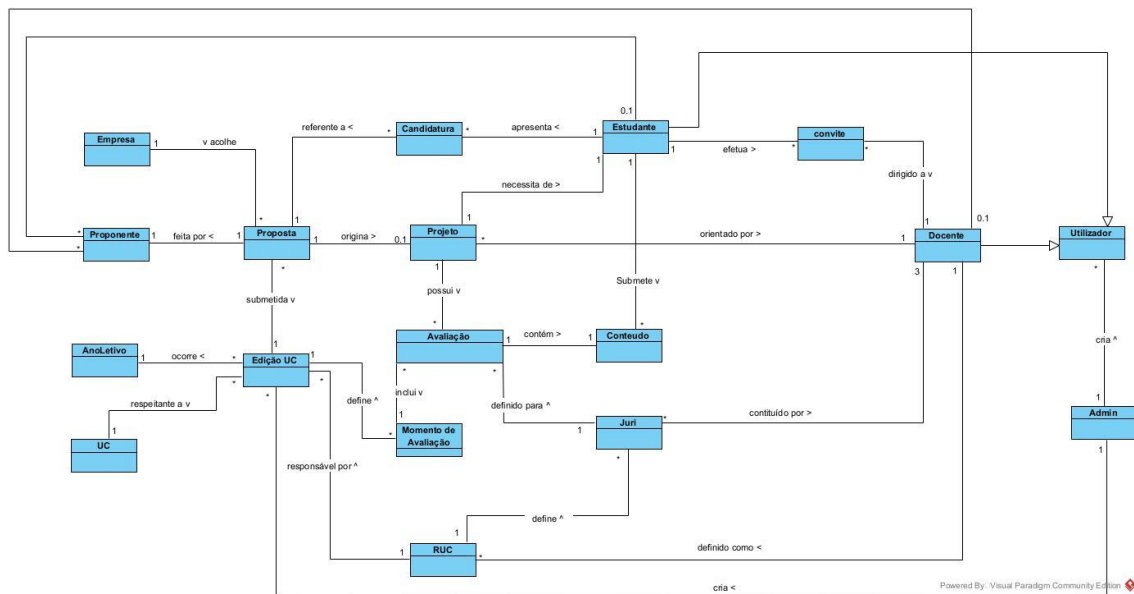 0.1
Empresa
1
v acolhe
referente a <
*
Candidatura
*
apresenta <
1
Estudante
1
efetua >
*
convite
*
1
1
dirigido a v
necessita de >
*
1
1
1
0.1
*
*
Proponente
1
feita por <
1
Proposta
1
origina >
0.1
Projeto
*
orientado por >
1
Docente
Utilizador
*
1
3
1
*
submetida v
possui v
Submete v
*
*
1
AnoLetivo
1
ocorre <
*
Edição UC
1
Avaliação
1
contém >
1
Conteudo
cria ^
*
*
*
*
*
respeitante a v
define ^
inclui v
definido para ^
1
1
1
UC
*
Momento de
Avaliação
1
Juri
*
contituído por >
Admin
*
1
responsável por ^
1
define ^
1
RUC
*
definido como <
cria <
Powered By: Visual Paradigm Community Edition